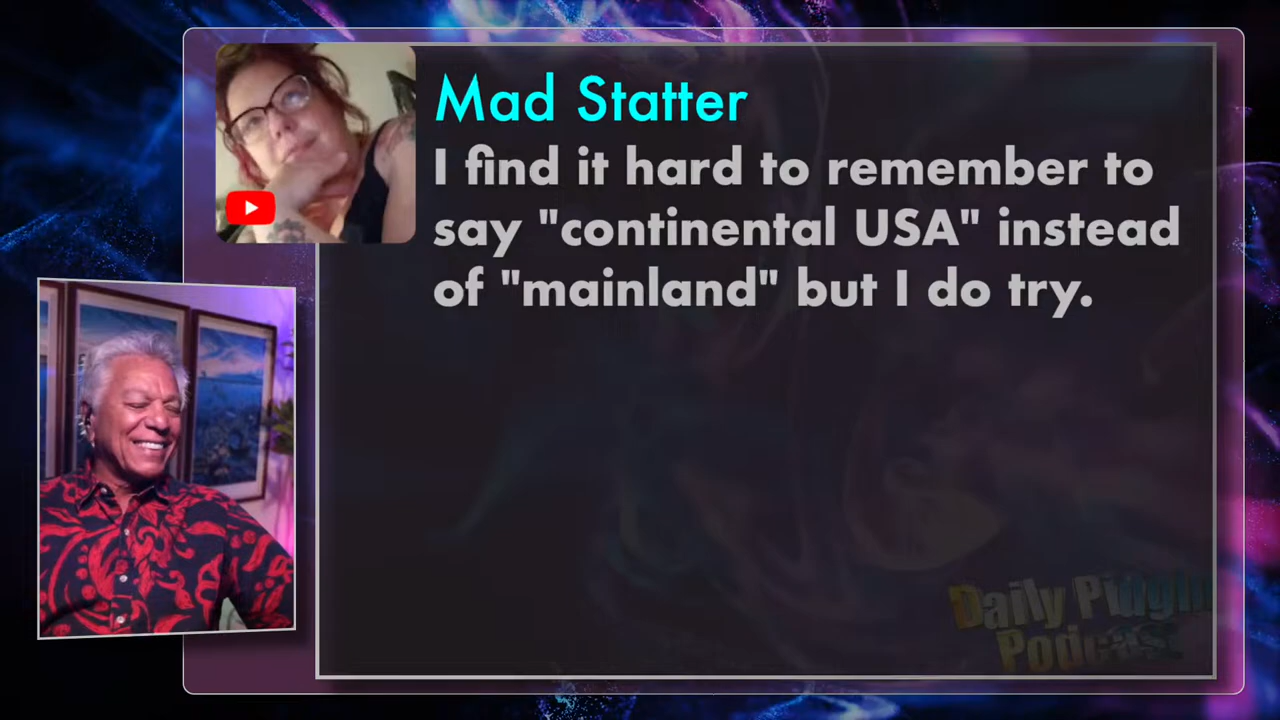 Mad Statter
I find it hard to remember to
say "continental USA" instead
of "mainland" but I do try.
Daily Pidgin
Podcast